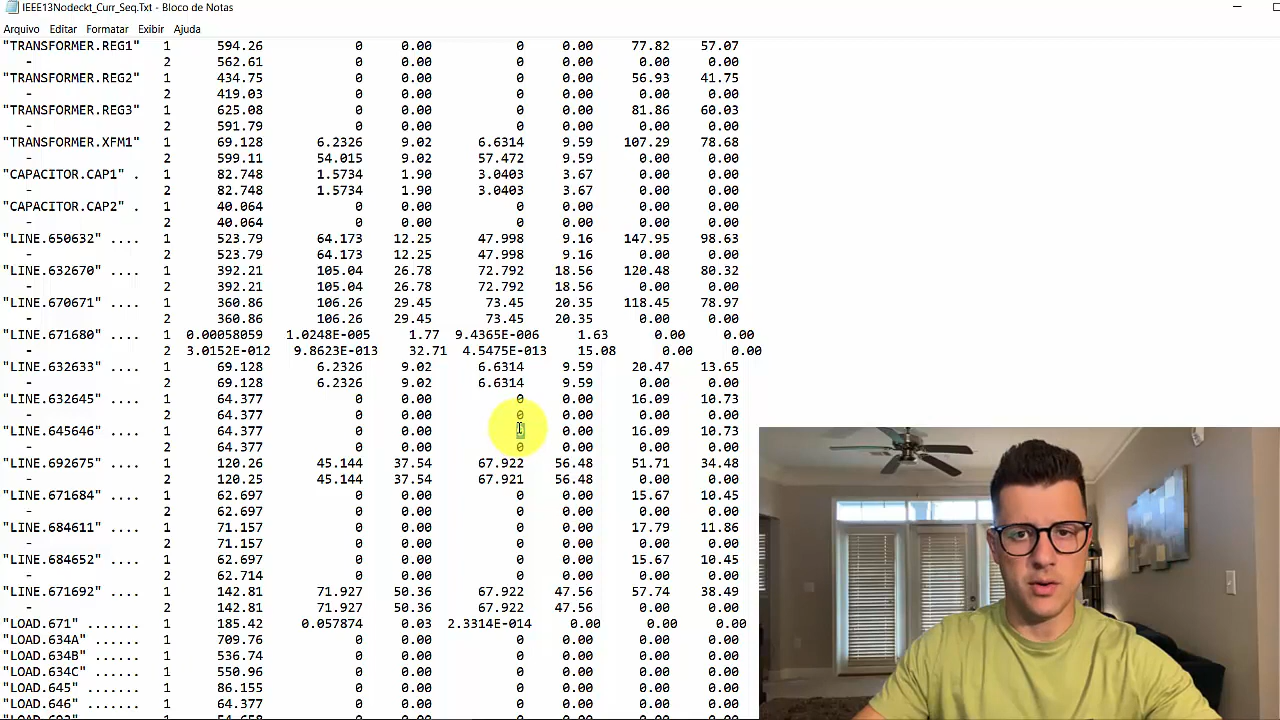 IEEE13Nodeckt_Curr_Seq.Txt - Bloco de Notas
Arquivo Editar Formatar Exibir Ajuda
"TRANSFORMER.REG1" 1 594.26 0 0.00 0 0.00 77.82 57.07
- 2 562.61 0 0.00 0 0.00 0.00 0.00
"TRANSFORMER.REG2" 1 434.75 0 0.00 0 0.00 56.93 41.75
- 2 419.03 0 0.00 0 0.00 0.00 0.00
"TRANSFORMER.REG3" 1 625.08 0 0.00 0 0.00 81.86 60.03
- 2 591.79 0 0.00 0 0.00 0.00 0.00
"TRANSFORMER.XFM1" 1 69.128 6.2326 9.02 6.6314 9.59 107.29 78.68
- 2 599.11 54.015 9.02 57.472 9.59 0.00 0.00
"CAPACITOR.CAP1" . 1 82.748 1.5734 1.90 3.0403 3.67 0.00 0.00
- 2 82.748 1.5734 1.90 3.0403 3.67 0.00 0.00
"CAPACITOR.CAP2" . 1 40.064 0 0.00 0 0.00 0.00 0.00
- 2 40.064 0 0.00 0 0.00 0.00 0.00
"LINE.650632" .... 1 523.79 64.173 12.25 47.998 9.16 147.95 98.63
- 2 523.79 64.173 12.25 47.998 9.16 0.00 0.00
"LINE.632670" .... 1 392.21 105.04 26.78 72.792 18.56 120.48 80.32
- 2 392.21 105.04 26.78 72.792 18.56 0.00 0.00
"LINE.670671" .... 1 360.86 106.26 29.45 73.45 20.35 118.45 78.97
- 2 360.86 106.26 29.45 73.45 20.35 0.00 0.00
"LINE.671680" .... 1 0.00058059 1.0248E-005 1.77 9.4365E-006 1.63 0.00 0.00
- 2 3.0152E-012 9.8623E-013 32.71 4.5475E-013 15.08 0.00 0.00
"LINE.632633" .... 1 69.128 6.2326 9.02 6.6314 9.59 20.47 13.65
- 2 69.128 6.2326 9.02 6.6314 9.59 0.00 0.00
"LINE.632645" .... 1 64.377 0 0.00 0 0.00 16.09 10.73
- 2 64.377 0 0.00 0 0.00 0.00 0.00
"LINE.645646" .... 1 64.377 0 0.00 0 0.00 16.09 10.73
- 2 64.377 0 0.00 0 0.00 0.00 0.00
"LINE.692675" .... 1 120.26 45.144 37.54 67.922 56.48 51.71 34.48
- 2 120.25 45.144 37.54 67.921 56.48 0.00 0.00
"LINE.671684" .... 1 62.697 0 0.00 0 0.00 15.67 10.45
- 2 62.697 0 0.00 0 0.00 0.00 0.00
"LINE.684611" .... 1 71.157 0 0.00 0 0.00 17.79 11.86
- 2 71.157 0 0.00 0 0.00 0.00 0.00
"LINE.684652" .... 1 62.697 0 0.00 0 0.00 15.67 10.45
- 2 62.714 0 0.00 0 0.00 0.00 0.00
"LINE.671692" .... 1 142.81 71.927 50.36 67.922 47.56 57.74 38.49
- 2 142.81 71.927 50.36 67.922 47.56 0.00 0.00
"LOAD.671" ....... 1 185.42 0.057874 0.03 2.3314E-014 0.00 0.00 0.00
"LOAD.634A" ...... 1 709.76 0 0.00 0 0.00 0.00 0.00
"LOAD.634B" ...... 1 536.74 0 0.00 0 0.00 0.00 0.00
"LOAD.634C" ...... 1 550.96 0 0.00 0 0.00 0.00 0.00
"LOAD.645" ....... 1 86.155 0 0.00 0 0.00 0.00 0.00
"LOAD.646" ....... 1 64.377 0 0.00 0 0.00 0.00 0.00